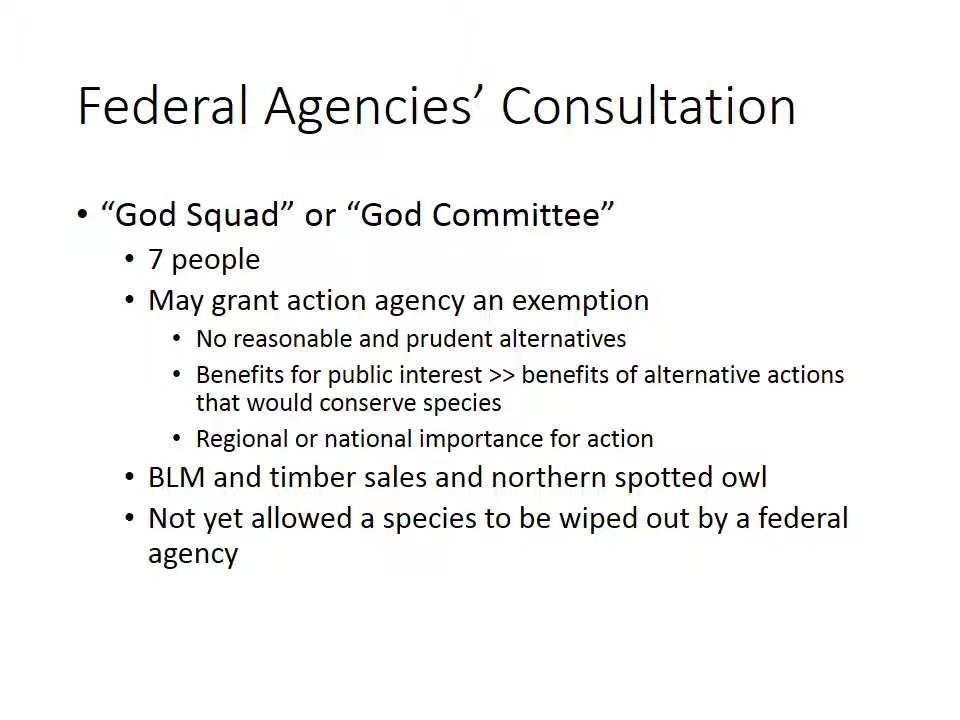 Federal Agencies’ Consultation
• “God Squad” or “God Committee”
• 7 people
• May grant action agency an exemption
• No reasonable and prudent alternatives
• Benefits for public interest >> benefits of alternative actions
that would conserve species
• Regional or national importance for action
• BLM and timber sales and northern spotted owl
• Not yet allowed a species to be wiped out by a federal
agency